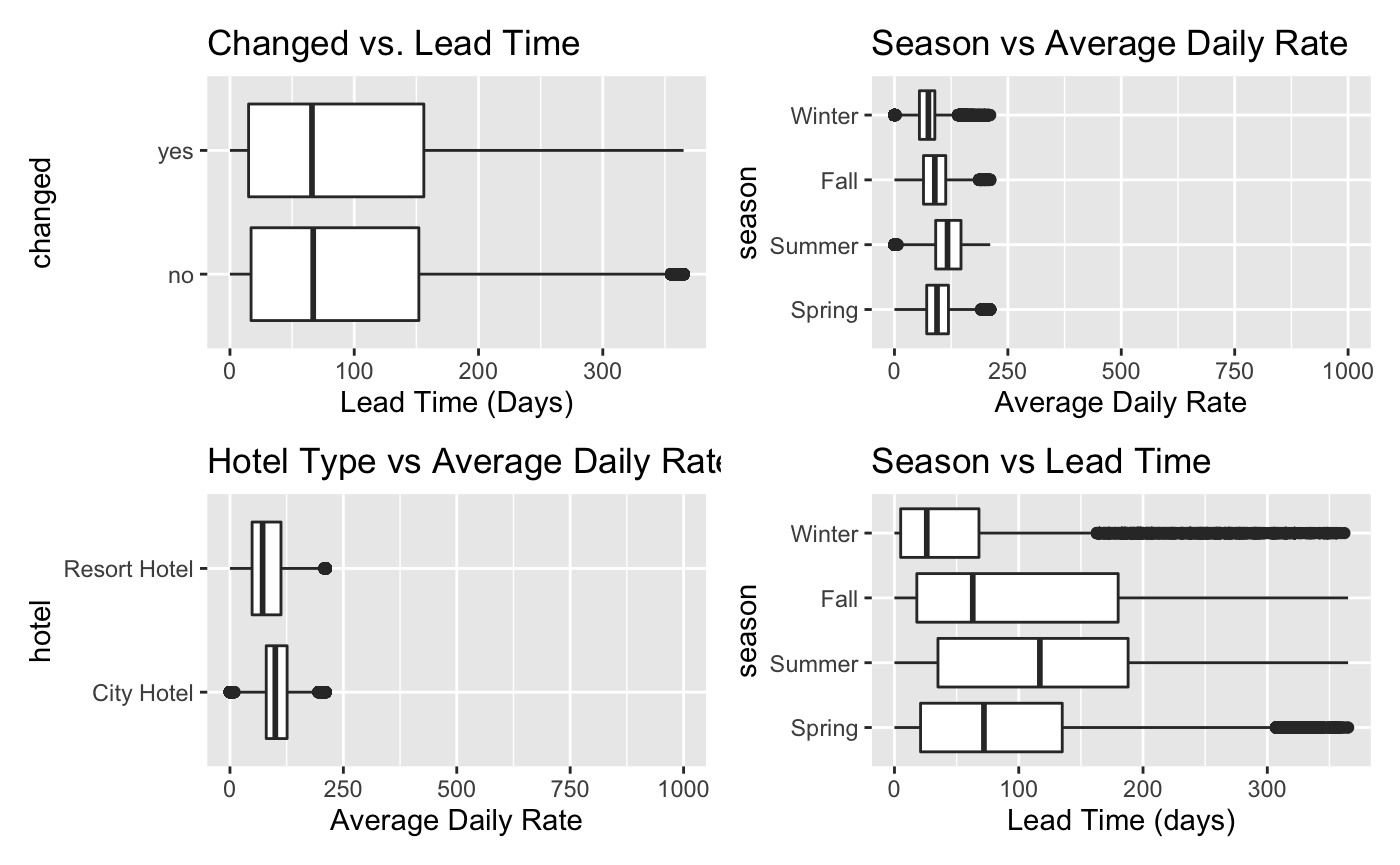 Changed vs. Lead Time
changed
yes
no
0 100 200 300
Lead Time (Days)
Season vs Average Daily Rate
season
Winter
Fall
Summer
Spring
0 250 500 750 1000
Average Daily Rate
Hotel Type vs Average Daily Rate
hotel
Resort Hotel
City Hotel
0 250 500 750 1000
Average Daily Rate
Season vs Lead Time
season
Winter
Fall
Summer
Spring
0 100 200 300
Lead Time (days)